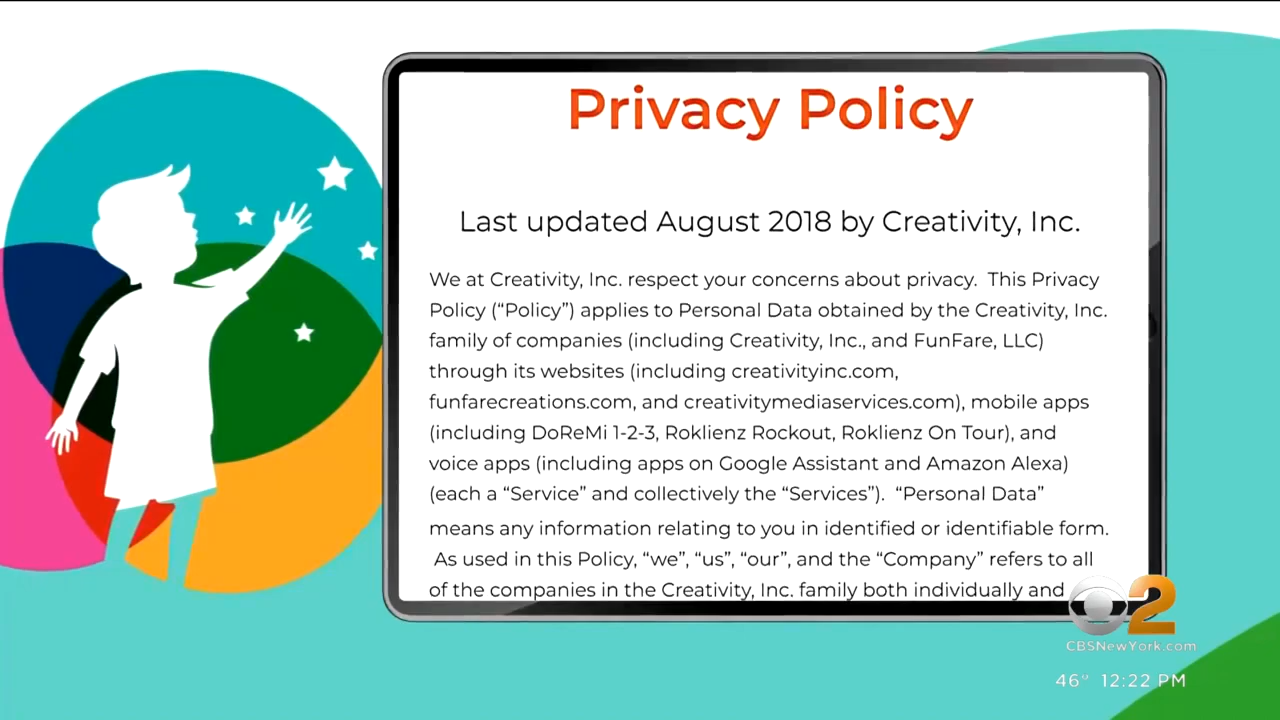 Privacy Policy
Last updated August 2018 by Creativity, Inc.
We at Creativity, Inc. respect your concerns about privacy.  This Privacy
Policy (“Policy”) applies to Personal Data obtained by the Creativity, Inc.
family of companies (including Creativity, Inc., and FunFare, LLC)
through its websites (including creativityinc.com,
funfarecreations.com, and creativitymediaservices.com), mobile apps
(including DoReMi 1-2-3, Roklienz Rockout, Roklienz On Tour), and
voice apps (including apps on Google Assistant and Amazon Alexa)
(each a “Service” and collectively the “Services”).  “Personal Data”
means any information relating to you in identified or identifiable form.
As used in this Policy, “we”, “us”, “our”, and the “Company” refers to all
of the companies in the Creativity, Inc. family both individually and
2
CBSNewYork.com
46° 12:22 PM